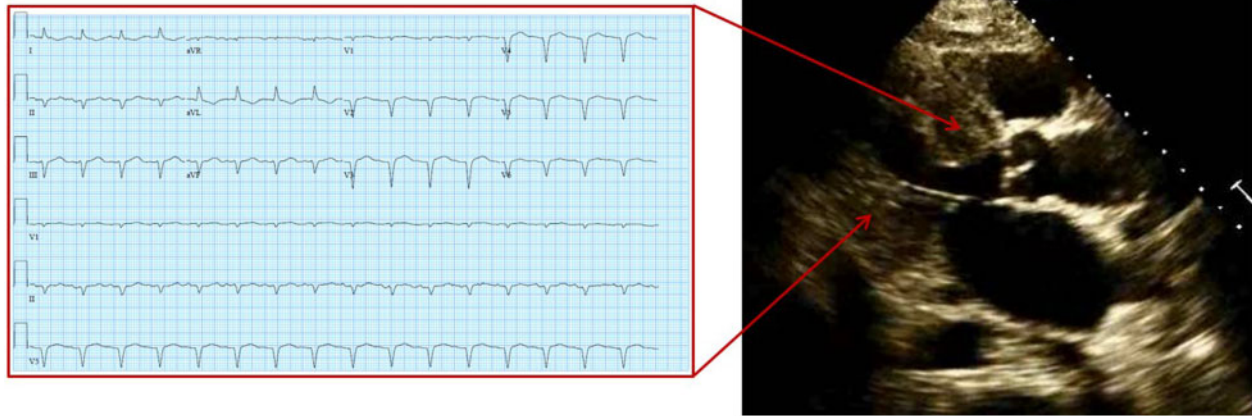 I aVR V1 V4
II aVL V2 V5
III aVF V3 V6
V1
II
V5